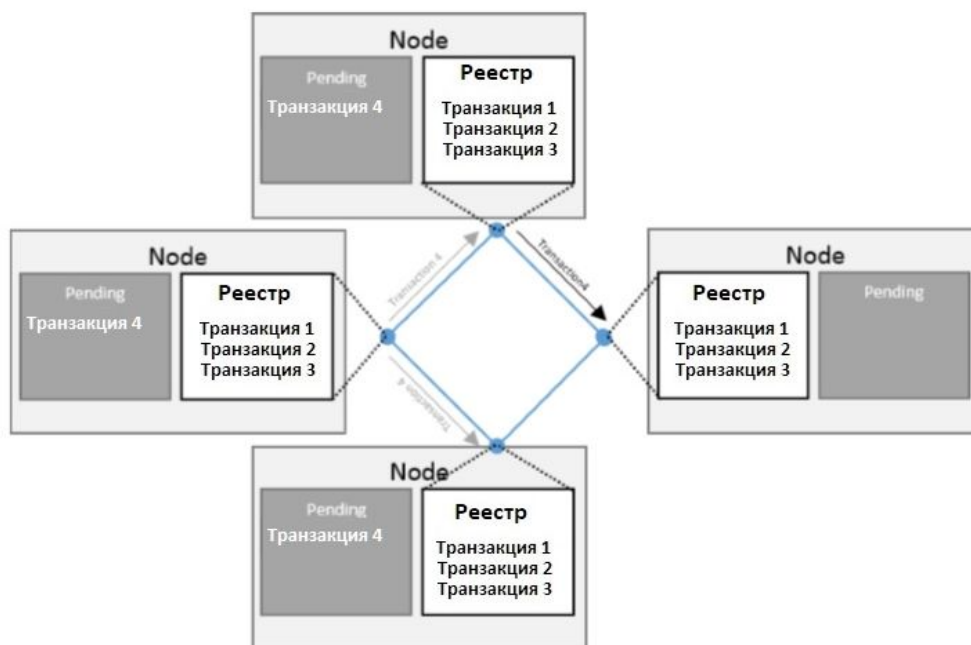 Node
Pending
Транзакция 4
Реестр
Транзакция 1
Транзакция 2
Транзакция 3
Node
Pending
Транзакция 4
Реестр
Транзакция 1
Транзакция 2
Транзакция 3
Transaction 4
Transaction4
Transaction 4
Node
Реестр
Транзакция 1
Транзакция 2
Транзакция 3
Pending
Node
Pending
Транзакция 4
Реестр
Транзакция 1
Транзакция 2
Транзакция 3